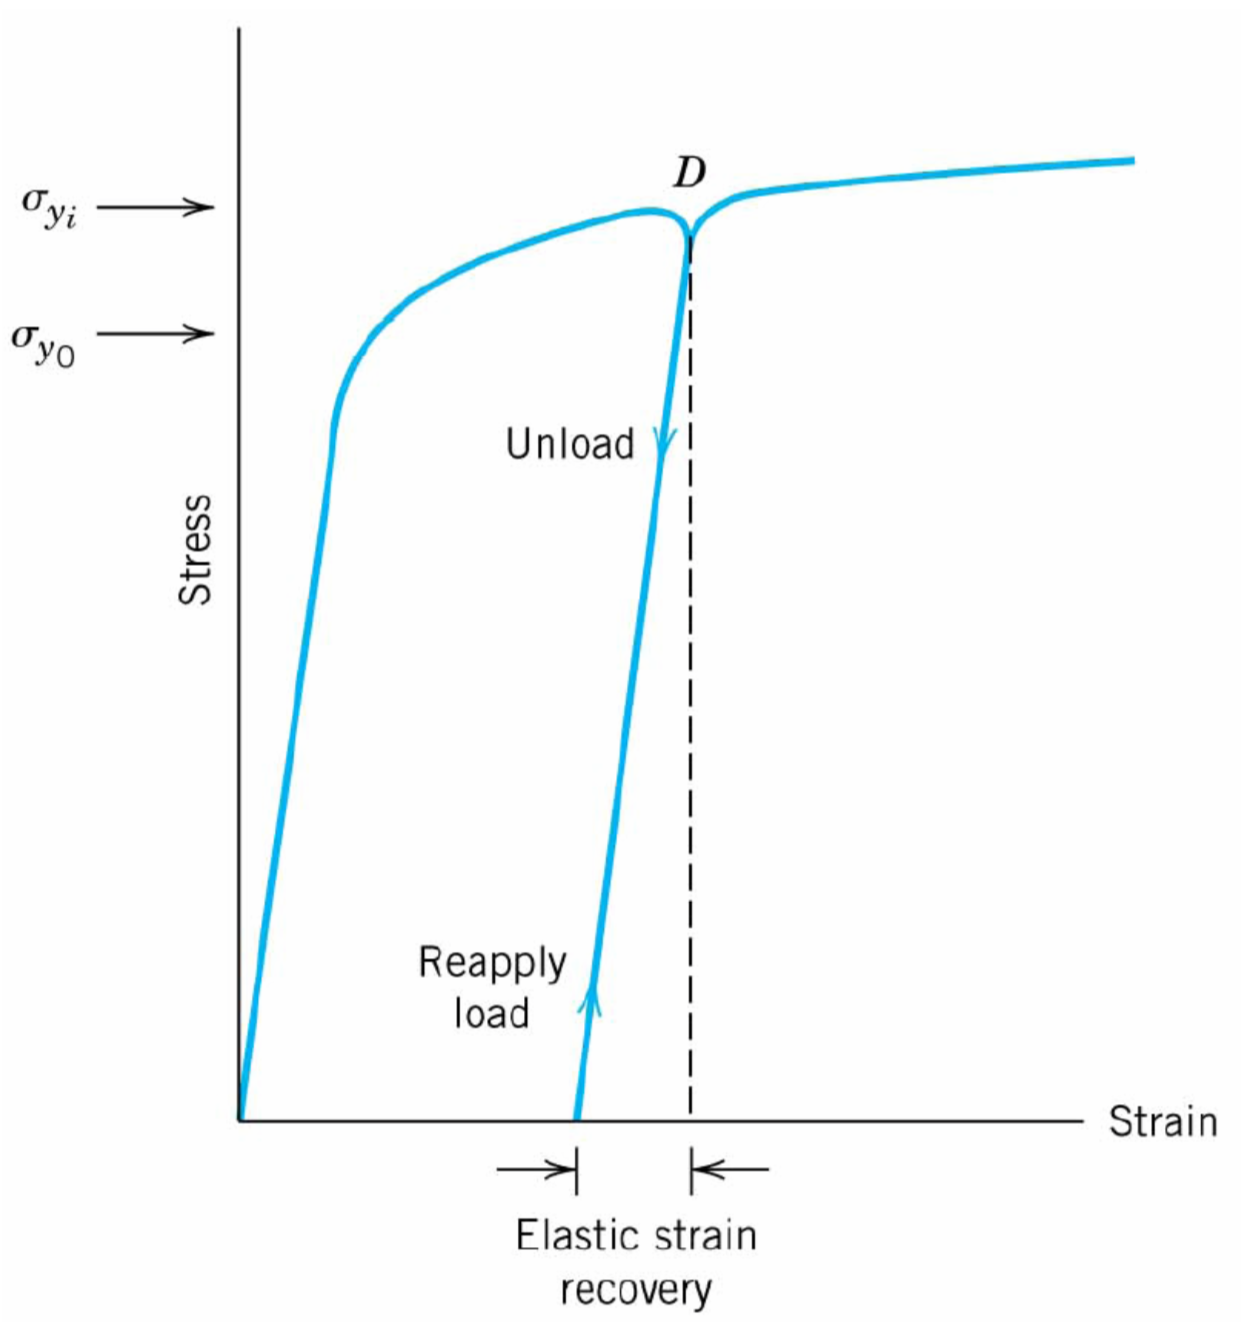 D
σyi
σy0
Unload
Stress
Reapply
load
Strain
Elastic strain
recovery